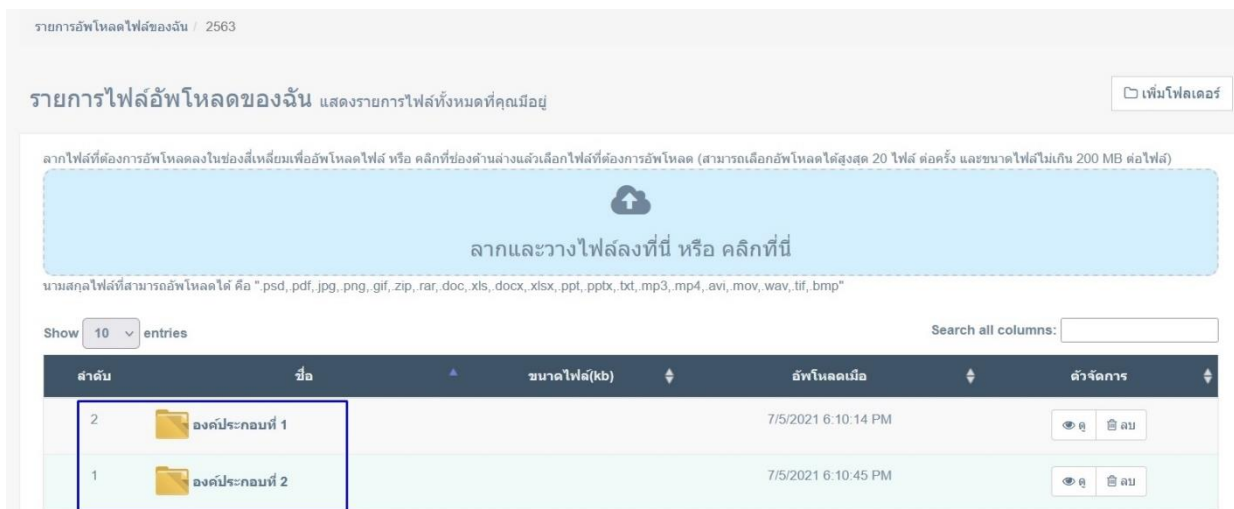 รายการอัพโหลดไฟล์ของฉัน / 2563
รายการไฟล์อัพโหลดของฉัน แสดงรายการไฟล์ทั้งหมดที่คุณมีอยู่
เพิ่มโฟลเดอร์
ลากไฟล์ที่ต้องการอัพโหลดลงในช่องสี่เหลี่ยมเพื่ออัพโหลดไฟล์ หรือ คลิกที่ช่องด้านล่างแล้วเลือกไฟล์ที่ต้องการอัพโหลด (สามารถเลือกอัพโหลดได้สูงสุด 20 ไฟล์ ต่อครั้ง และขนาดไฟล์ไม่เกิน 200 MB ต่อไฟล์)
ลากและวางไฟล์ลงที่นี่ หรือ คลิกที่นี่
นามสกุลไฟล์ที่สามารถอัพโหลดได้ คือ ".psd,.pdf,.jpg,.png,.gif,.zip,.rar,.doc,.xls,.docx,.xlsx,.ppt,.pptx,.txt,.mp3,.mp4,.avi,.mov,.wav,.tif,.bmp"
Show 10 entries
Search all columns:
ลำดับ ชื่อ ขนาดไฟล์(kb) อัพโหลดเมื่อ ตัวจัดการ
2 องค์ประกอบที่ 1 7/5/2021 6:10:14 PM ดู ลบ
1 องค์ประกอบที่ 2 7/5/2021 6:10:45 PM ดู ลบ